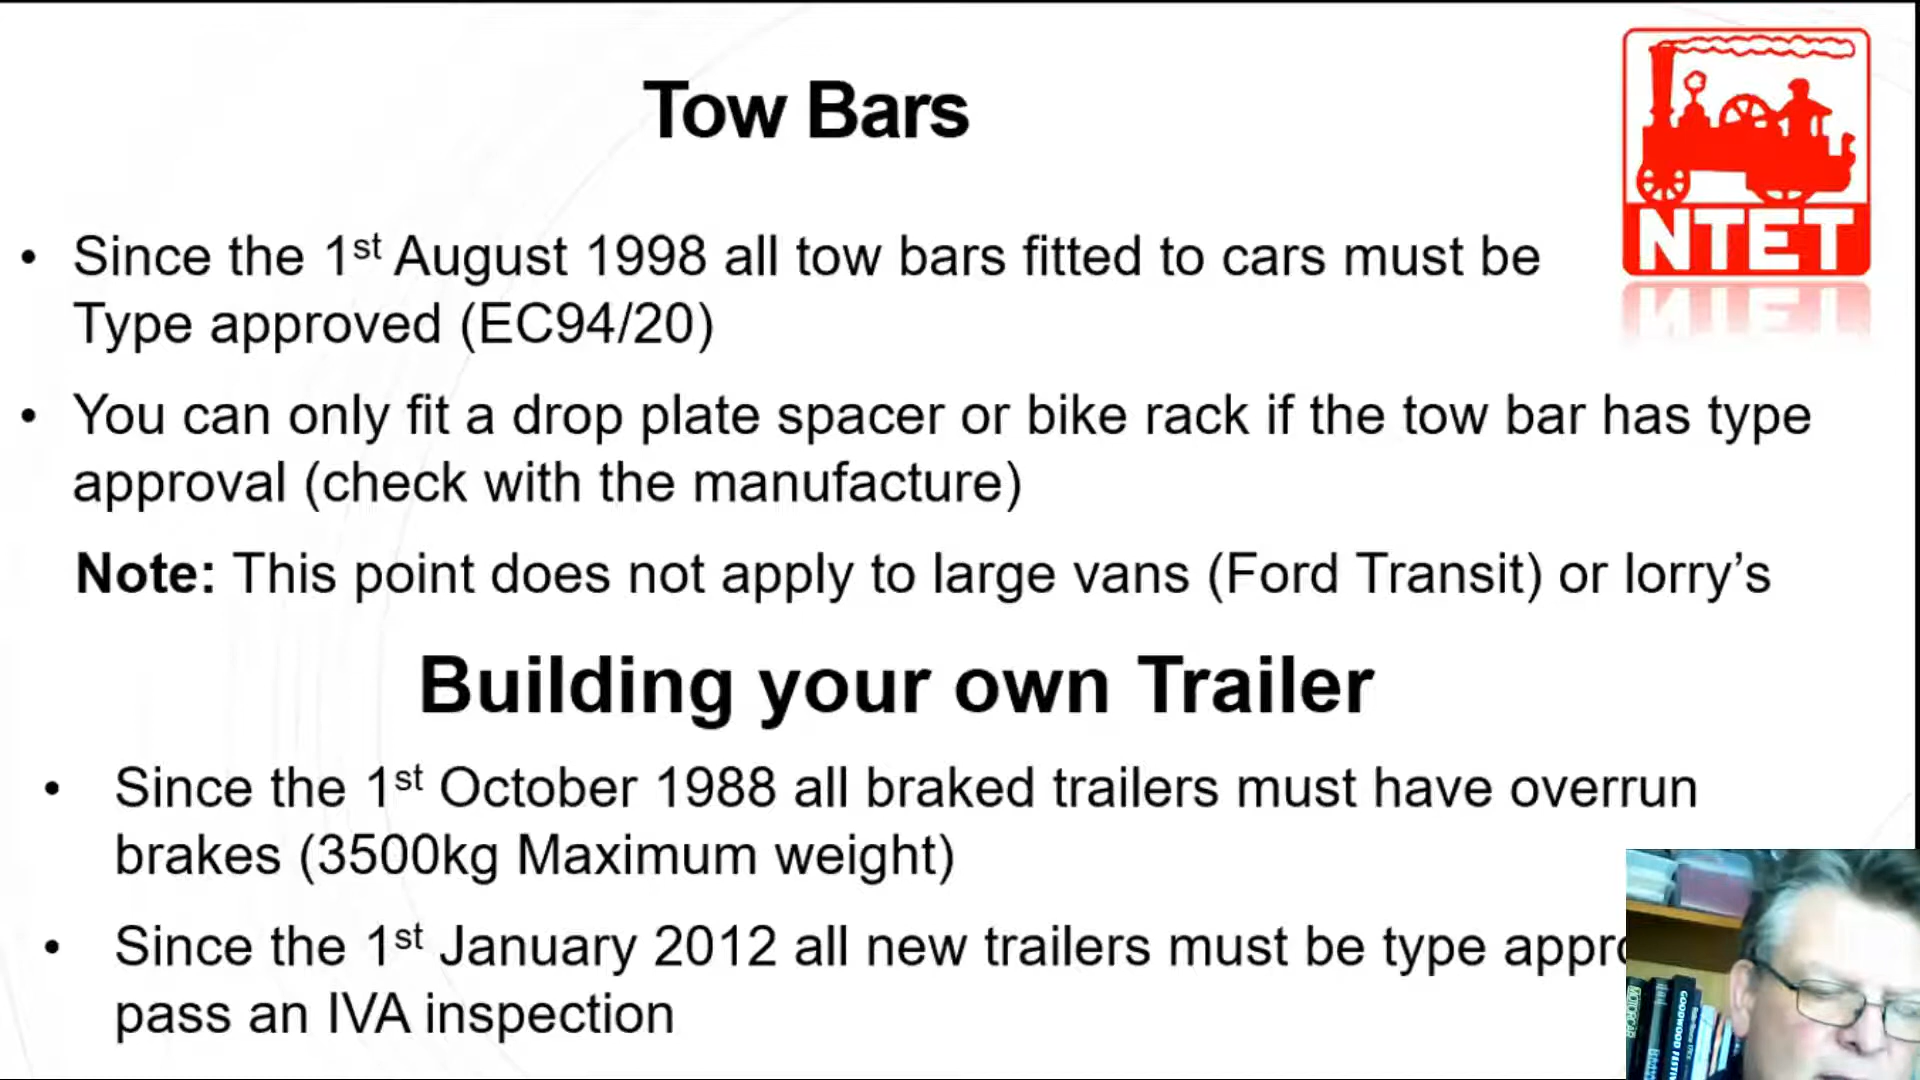 Tow Bars
NTET
• Since the 1st August 1998 all tow bars fitted to cars must be
Type approved (EC94/20)
• You can only fit a drop plate spacer or bike rack if the tow bar has type
approval (check with the manufacture)
Note: This point does not apply to large vans (Ford Transit) or lorry’s
Building your own Trailer
• Since the 1st October 1988 all braked trailers must have overrun
brakes (3500kg Maximum weight)
• Since the 1st January 2012 all new trailers must be type
pass an IVA inspection
MOTORCAR
GOODWOOD